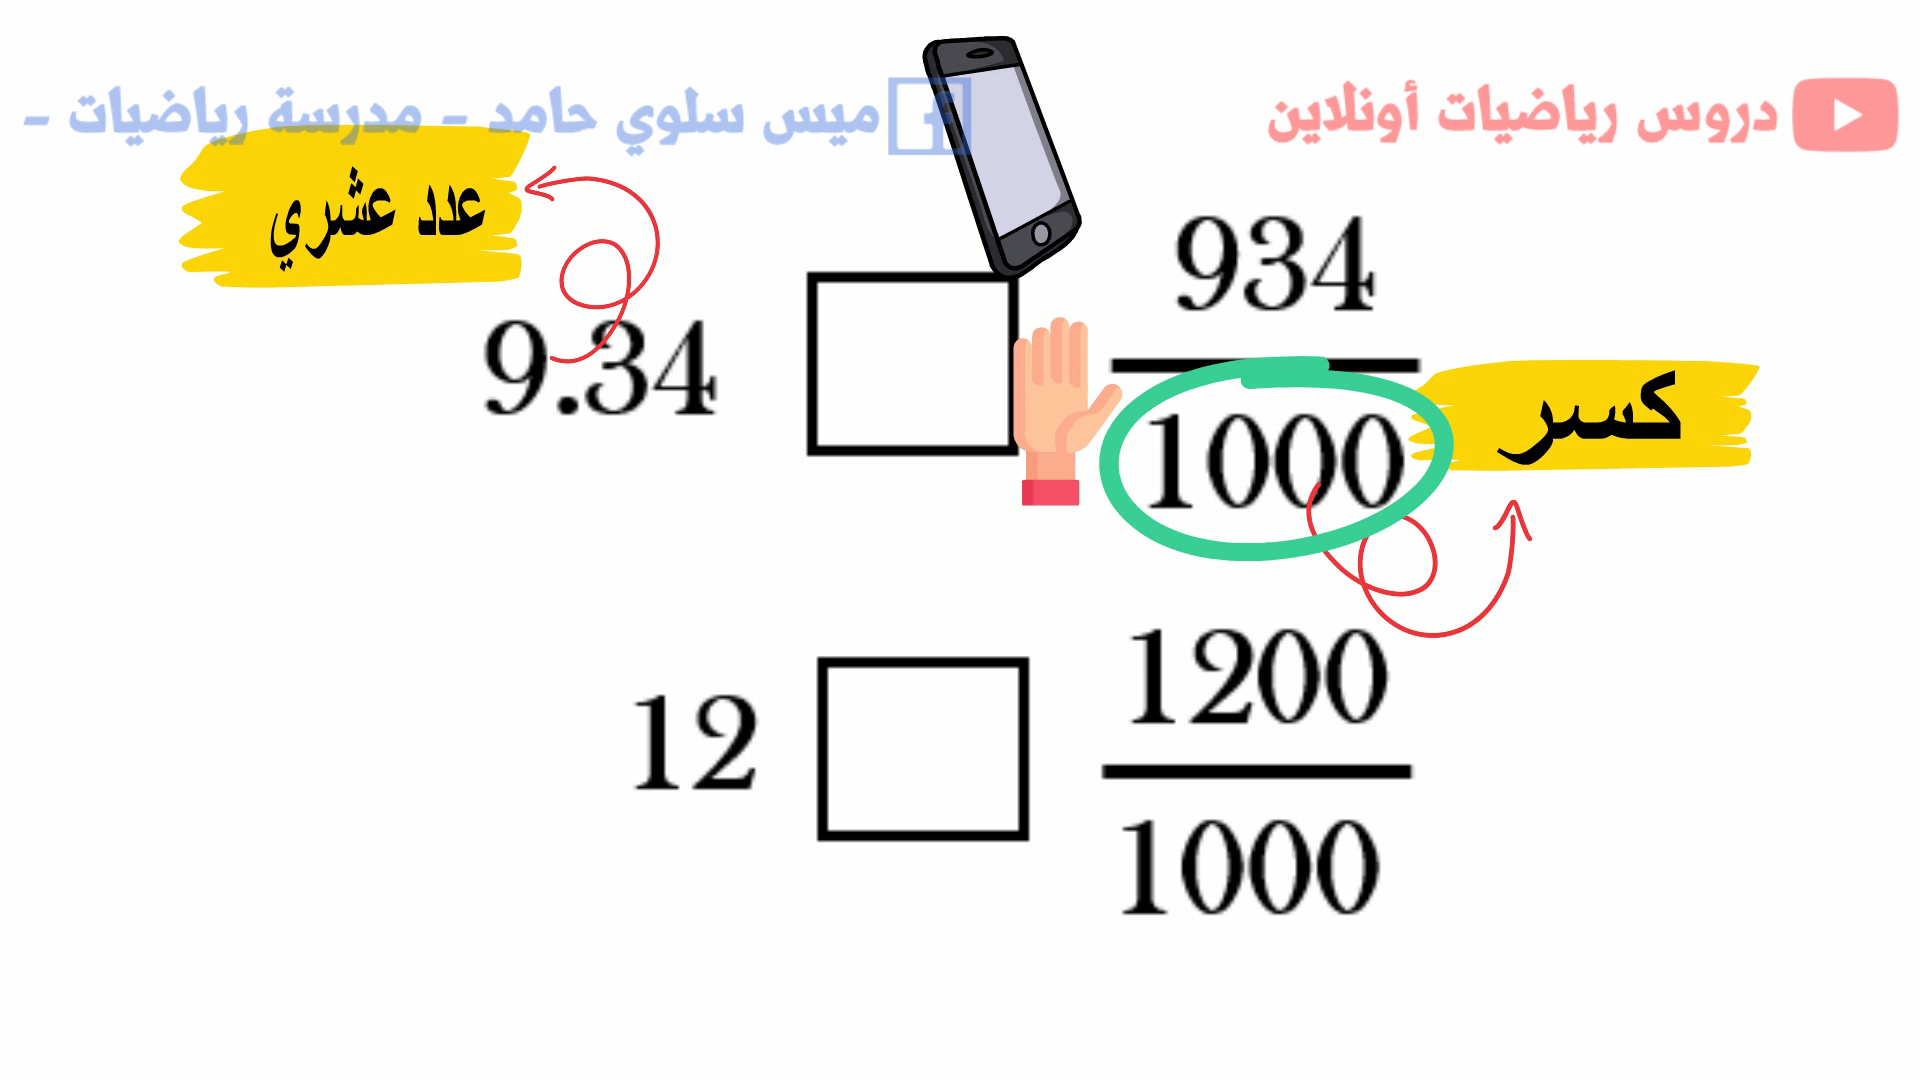 دروس رياضيات أونلاين
ميس سلوي حامد - مدرسة رياضيات -
عدد عشري
9.34
934
1000
كسر
12
1200
1000